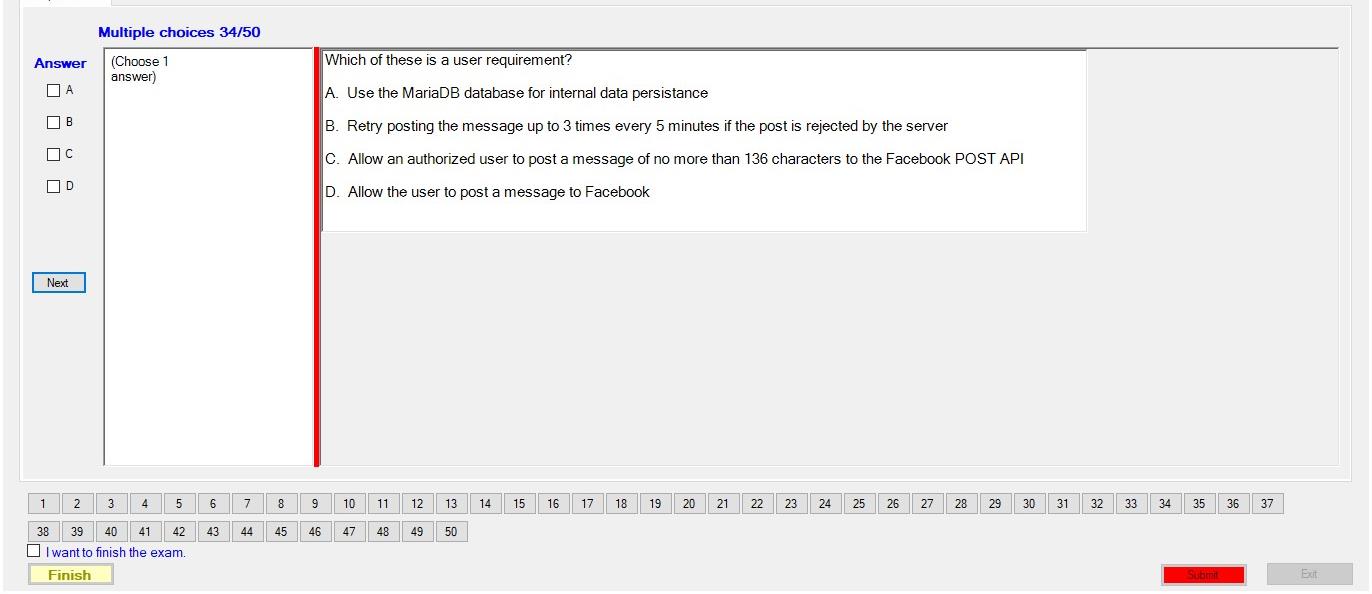 Multiple choices 34/50
Answer
(Choose 1
answer)
A
B
C
D
Next
Which of these is a user requirement?
A. Use the MariaDB database for internal data persistance
B. Retry posting the message up to 3 times every 5 minutes if the post is rejected by the server
C. Allow an authorized user to post a message of no more than 136 characters to the Facebook POST API
D. Allow the user to post a message to Facebook
1 2 3 4 5 6 7 8 9 10 11 12 13 14 15 16 17 18 19 20 21 22 23 24 25 26 27 28 29 30 31 32 33 34 35 36 37
38 39 40 41 42 43 44 45 46 47 48 49 50
I want to finish the exam.
Finish
Submit
Exit